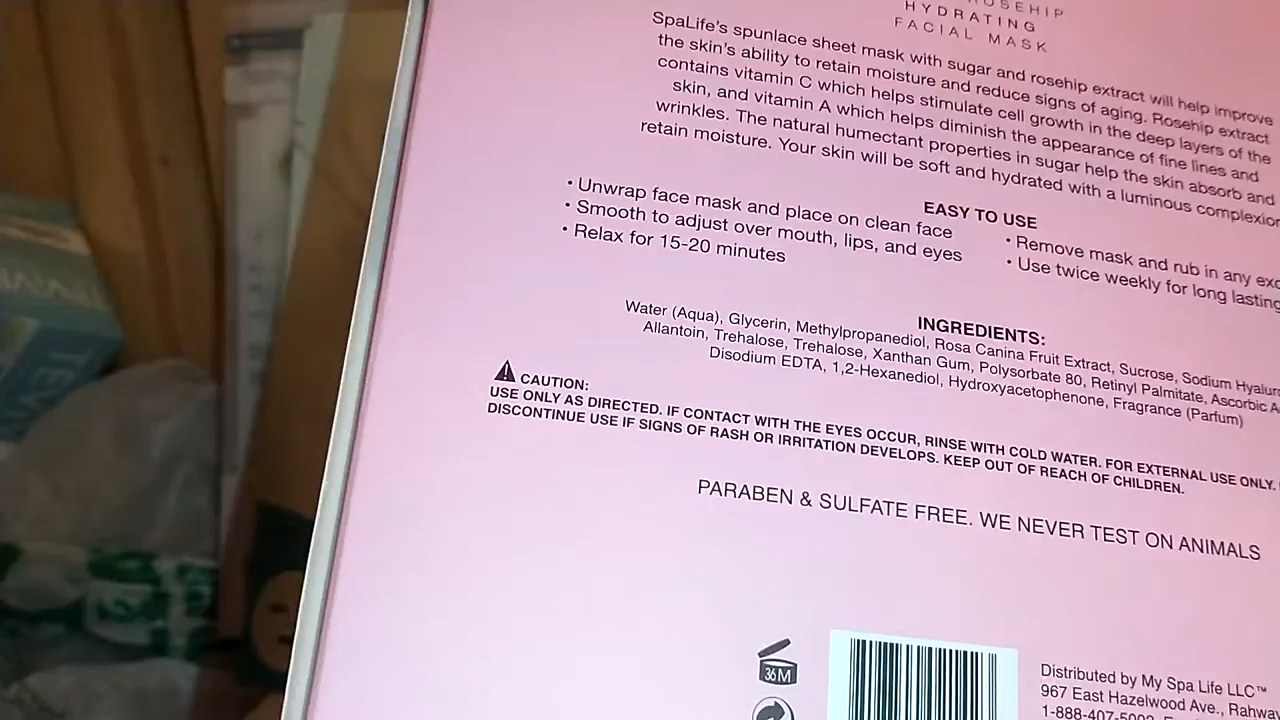 HYDRATING
FACIAL MASK
SpaLife's spunlace sheet mask with sugar and rosehip extract will help improve
the skin's ability to retain moisture and reduce signs of aging. Rosehip extract
contains vitamin C which helps stimulate cell growth in the deep layers of the
skin, and vitamin A which helps diminish the appearance of fine lines and
wrinkles. The natural humectant properties in sugar help the skin absorb and
retain moisture. Your skin will be soft and hydrated with a luminous
EASY TO USE
• Unwrap face mask and place on clean face
• Smooth to adjust over mouth, lips, and eyes
• Relax for 15-20 minutes
• Remove mask and rub in any
• Use twice weekly for long lasting
INGREDIENTS:
Water (Aqua), Glycerin, Methylpropanediol, Rosa Canina Fruit Extract, Sucrose, Sodium
Allantoin, Trehalose, Trehalose, Xanthan Gum, Polysorbate 80, Retinyl Palmitate, Ascorbic
Disodium EDTA, 1,2-Hexanediol, Hydroxyacetophenone, Fragrance (Parfum)
CAUTION:
USE ONLY AS DIRECTED. IF CONTACT WITH THE EYES OCCUR, RINSE WITH COLD WATER. FOR EXTERNAL USE ONLY.
DISCONTINUE USE IF SIGNS OF RASH OR IRRITATION DEVELOPS. KEEP OUT OF REACH OF CHILDREN.
PARABEN & SULFATE FREE. WE NEVER TEST ON ANIMALS
36M
Distributed by My Spa Life LLC™
967 East Hazelwood Ave., Rahway